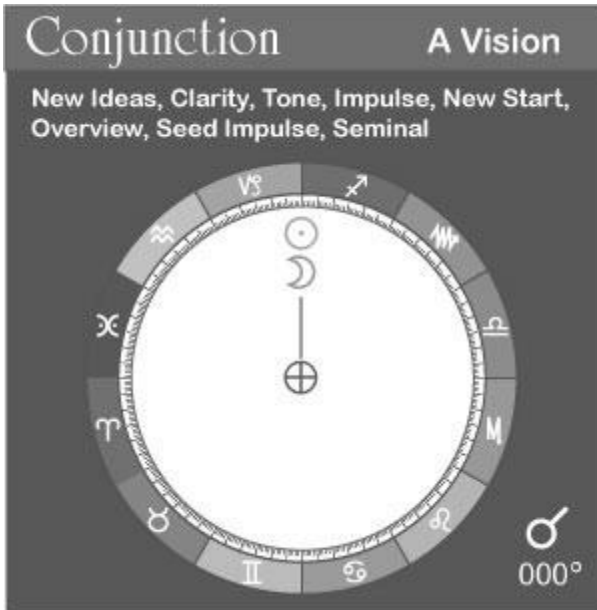 Conjunction
A Vision
New Ideas, Clarity, Tone, Impulse, New Start,
Overview, Seed Impulse, Seminal
000°